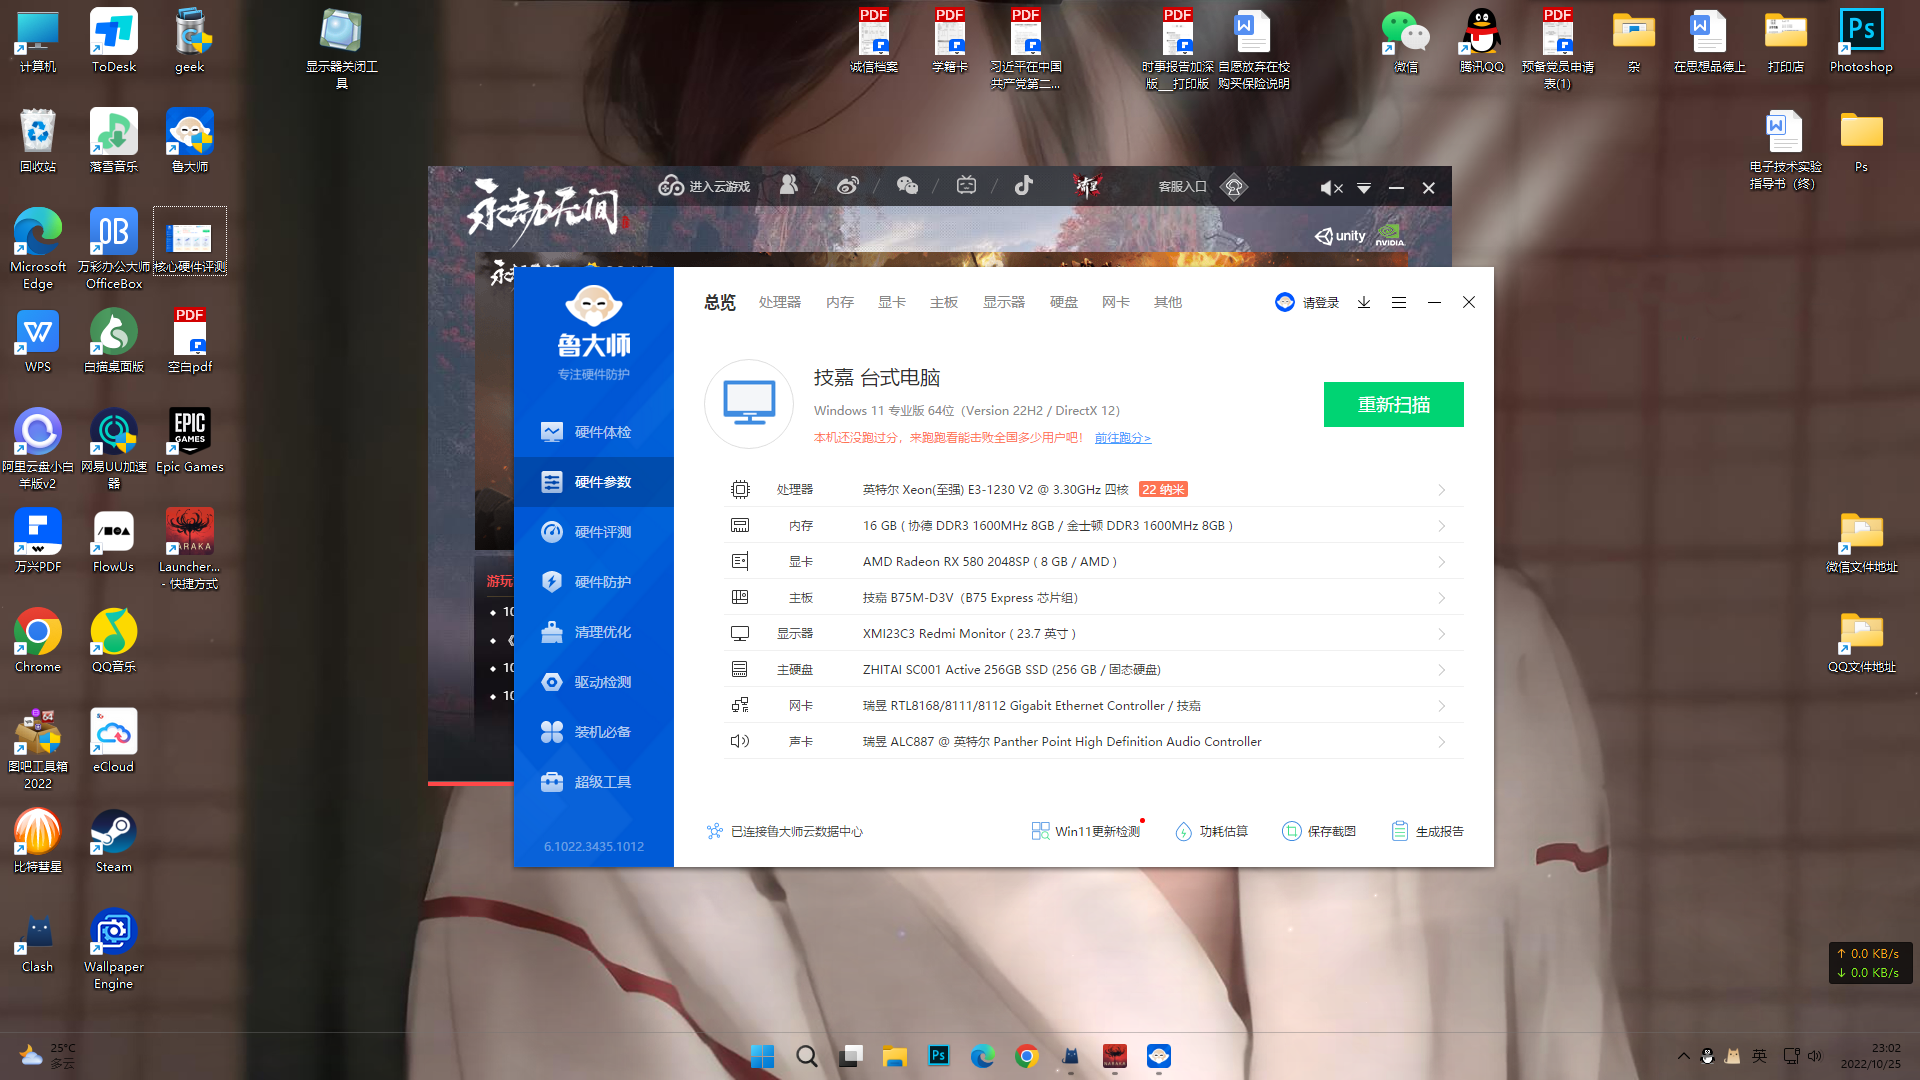 计算机
ToDesk
geek
显示器关闭工
具
诚信档案
学籍卡
习近平在中国
共产党第二...
时事报告加深
版__打印版
自愿放弃在校
购买保险说明
微信
腾讯QQ
预备党员申请
表(1)
杂
在思想品德上
打印店
Photoshop
回收站
落雪音乐
鲁大师
电子技术实验
指导书（终）
Ps
Microsoft
Edge
万彩办公大师
OfficeBox
核心硬件评测
WPS
白描桌面版
空白pdf
阿里云盘小白
羊版v2
网易UU加速
器
Epic Games
万兴PDF
FlowUs
Launcher...
- 快捷方式
微信文件地址
Chrome
QQ音乐
QQ文件地址
图吧工具箱
2022
eCloud
比特彗星
Steam
Clash
Wallpaper
Engine
永劫无间
进入云游戏
客服入口
unity
NVIDIA
游玩
鲁大师
专注硬件防护
硬件体检
硬件参数
硬件评测
硬件防护
清理优化
驱动检测
装机必备
超级工具
6.1022.3435.1012
总览 处理器 内存 显卡 主板 显示器 硬盘 网卡 其他
请登录
技嘉 台式电脑
Windows 11 专业版 64位（Version 22H2 / DirectX 12）
本机还没跑过分，来跑跑看能击败全国多少用户吧！ 前往跑分>
重新扫描
处理器 英特尔 Xeon(至强) E3-1230 V2 @ 3.30GHz 四核 22 纳米
内存 16 GB ( 协德 DDR3 1600MHz 8GB / 金士顿 DDR3 1600MHz 8GB )
显卡 AMD Radeon RX 580 2048SP ( 8 GB / AMD )
主板 技嘉 B75M-D3V（B75 Express 芯片组）
显示器 XMI23C3 Redmi Monitor ( 23.7 英寸 )
主硬盘 ZHITAI SC001 Active 256GB SSD (256 GB / 固态硬盘)
网卡 瑞昱 RTL8168/8111/8112 Gigabit Ethernet Controller / 技嘉
声卡 瑞昱 ALC887 @ 英特尔 Panther Point High Definition Audio Controller
已连接鲁大师云数据中心
Win11更新检测
功耗估算
保存截图
生成报告
↑ 0.0 KB/s
↓ 0.0 KB/s
25°C
多云
英
23:02
2022/10/25